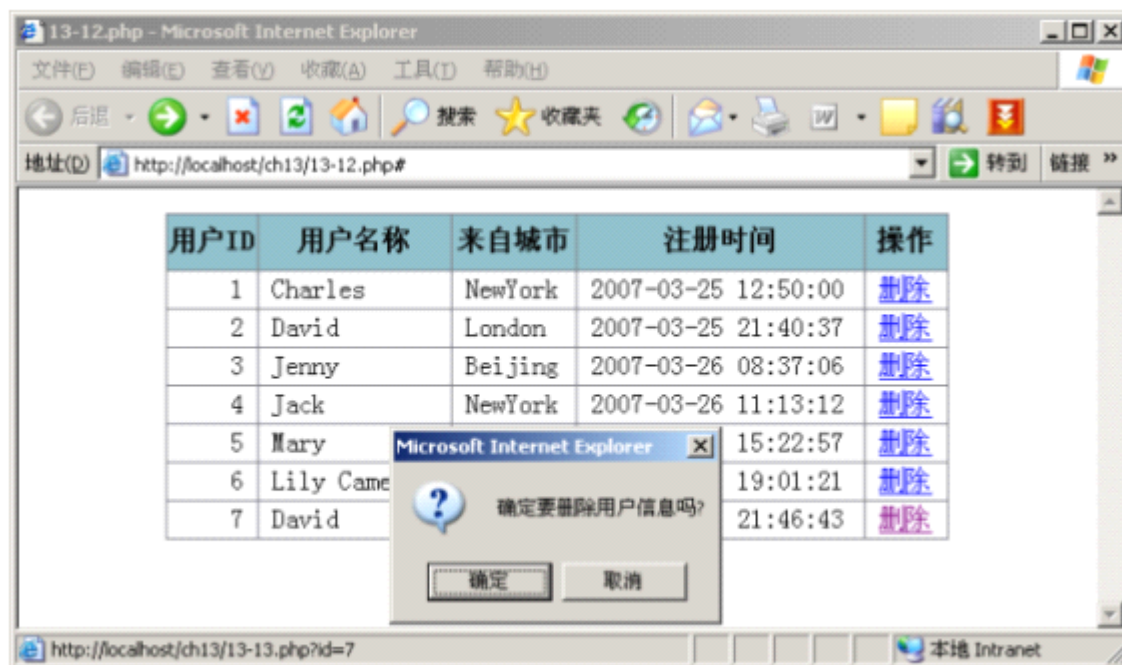 13-12.php - Microsoft Internet Explorer
文件(F) 编辑(E) 查看(V) 收藏(A) 工具(T) 帮助(H)
后退 搜索 收藏夹
地址(D) http://localhost/ch13/13-12.php# 转到 链接 »
用户ID 用户名称 来自城市 注册时间 操作
1 Charles NewYork 2007-03-25 12:50:00 删除
2 David London 2007-03-25 21:40:37 删除
3 Jenny Beijing 2007-03-26 08:37:06 删除
4 Jack NewYork 2007-03-26 11:13:12 删除
5 Mary 15:22:57 删除
6 Lily Came 19:01:21 删除
7 David 21:46:43 删除
Microsoft Internet Explorer
确定要删除用户信息吗?
确定 取消
http://localhost/ch13/13-13.php?id=7 本地 Intranet